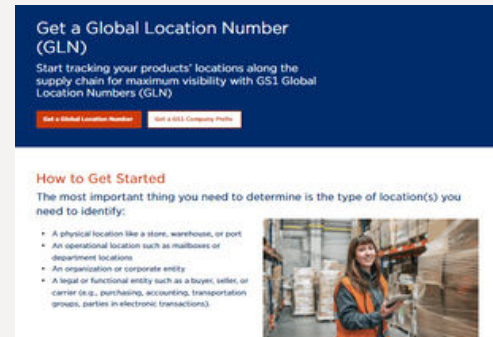 Get a Global Location Number
(GLN)
Start tracking your products' locations along the
supply chain for maximum visibility with GS1 Global
Location Numbers (GLN)
Get a Global Location Number Get a GS1 Company Prefix
How to Get Started
The most important thing you need to determine is the type of location(s) you
need to identify:
• A physical location like a store, warehouse, or port
• An operational location such as mailboxes or
department locations
• An organization or corporate entity
• A legal or functional entity such as a buyer, seller, or
carrier (e.g., purchasing, accounting, transportation
groups, parties in electronic transactions).